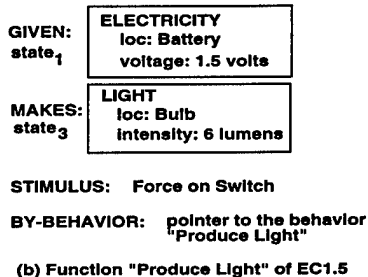 GIVEN:
state1
ELECTRICITY
loc: Battery
voltage: 1.5 volts
MAKES:
state3
LIGHT
loc: Bulb
intensity: 6 lumens
STIMULUS: Force on Switch
BY-BEHAVIOR: pointer to the behavior
"Produce Light"
(b) Function "Produce Light" of EC1.5